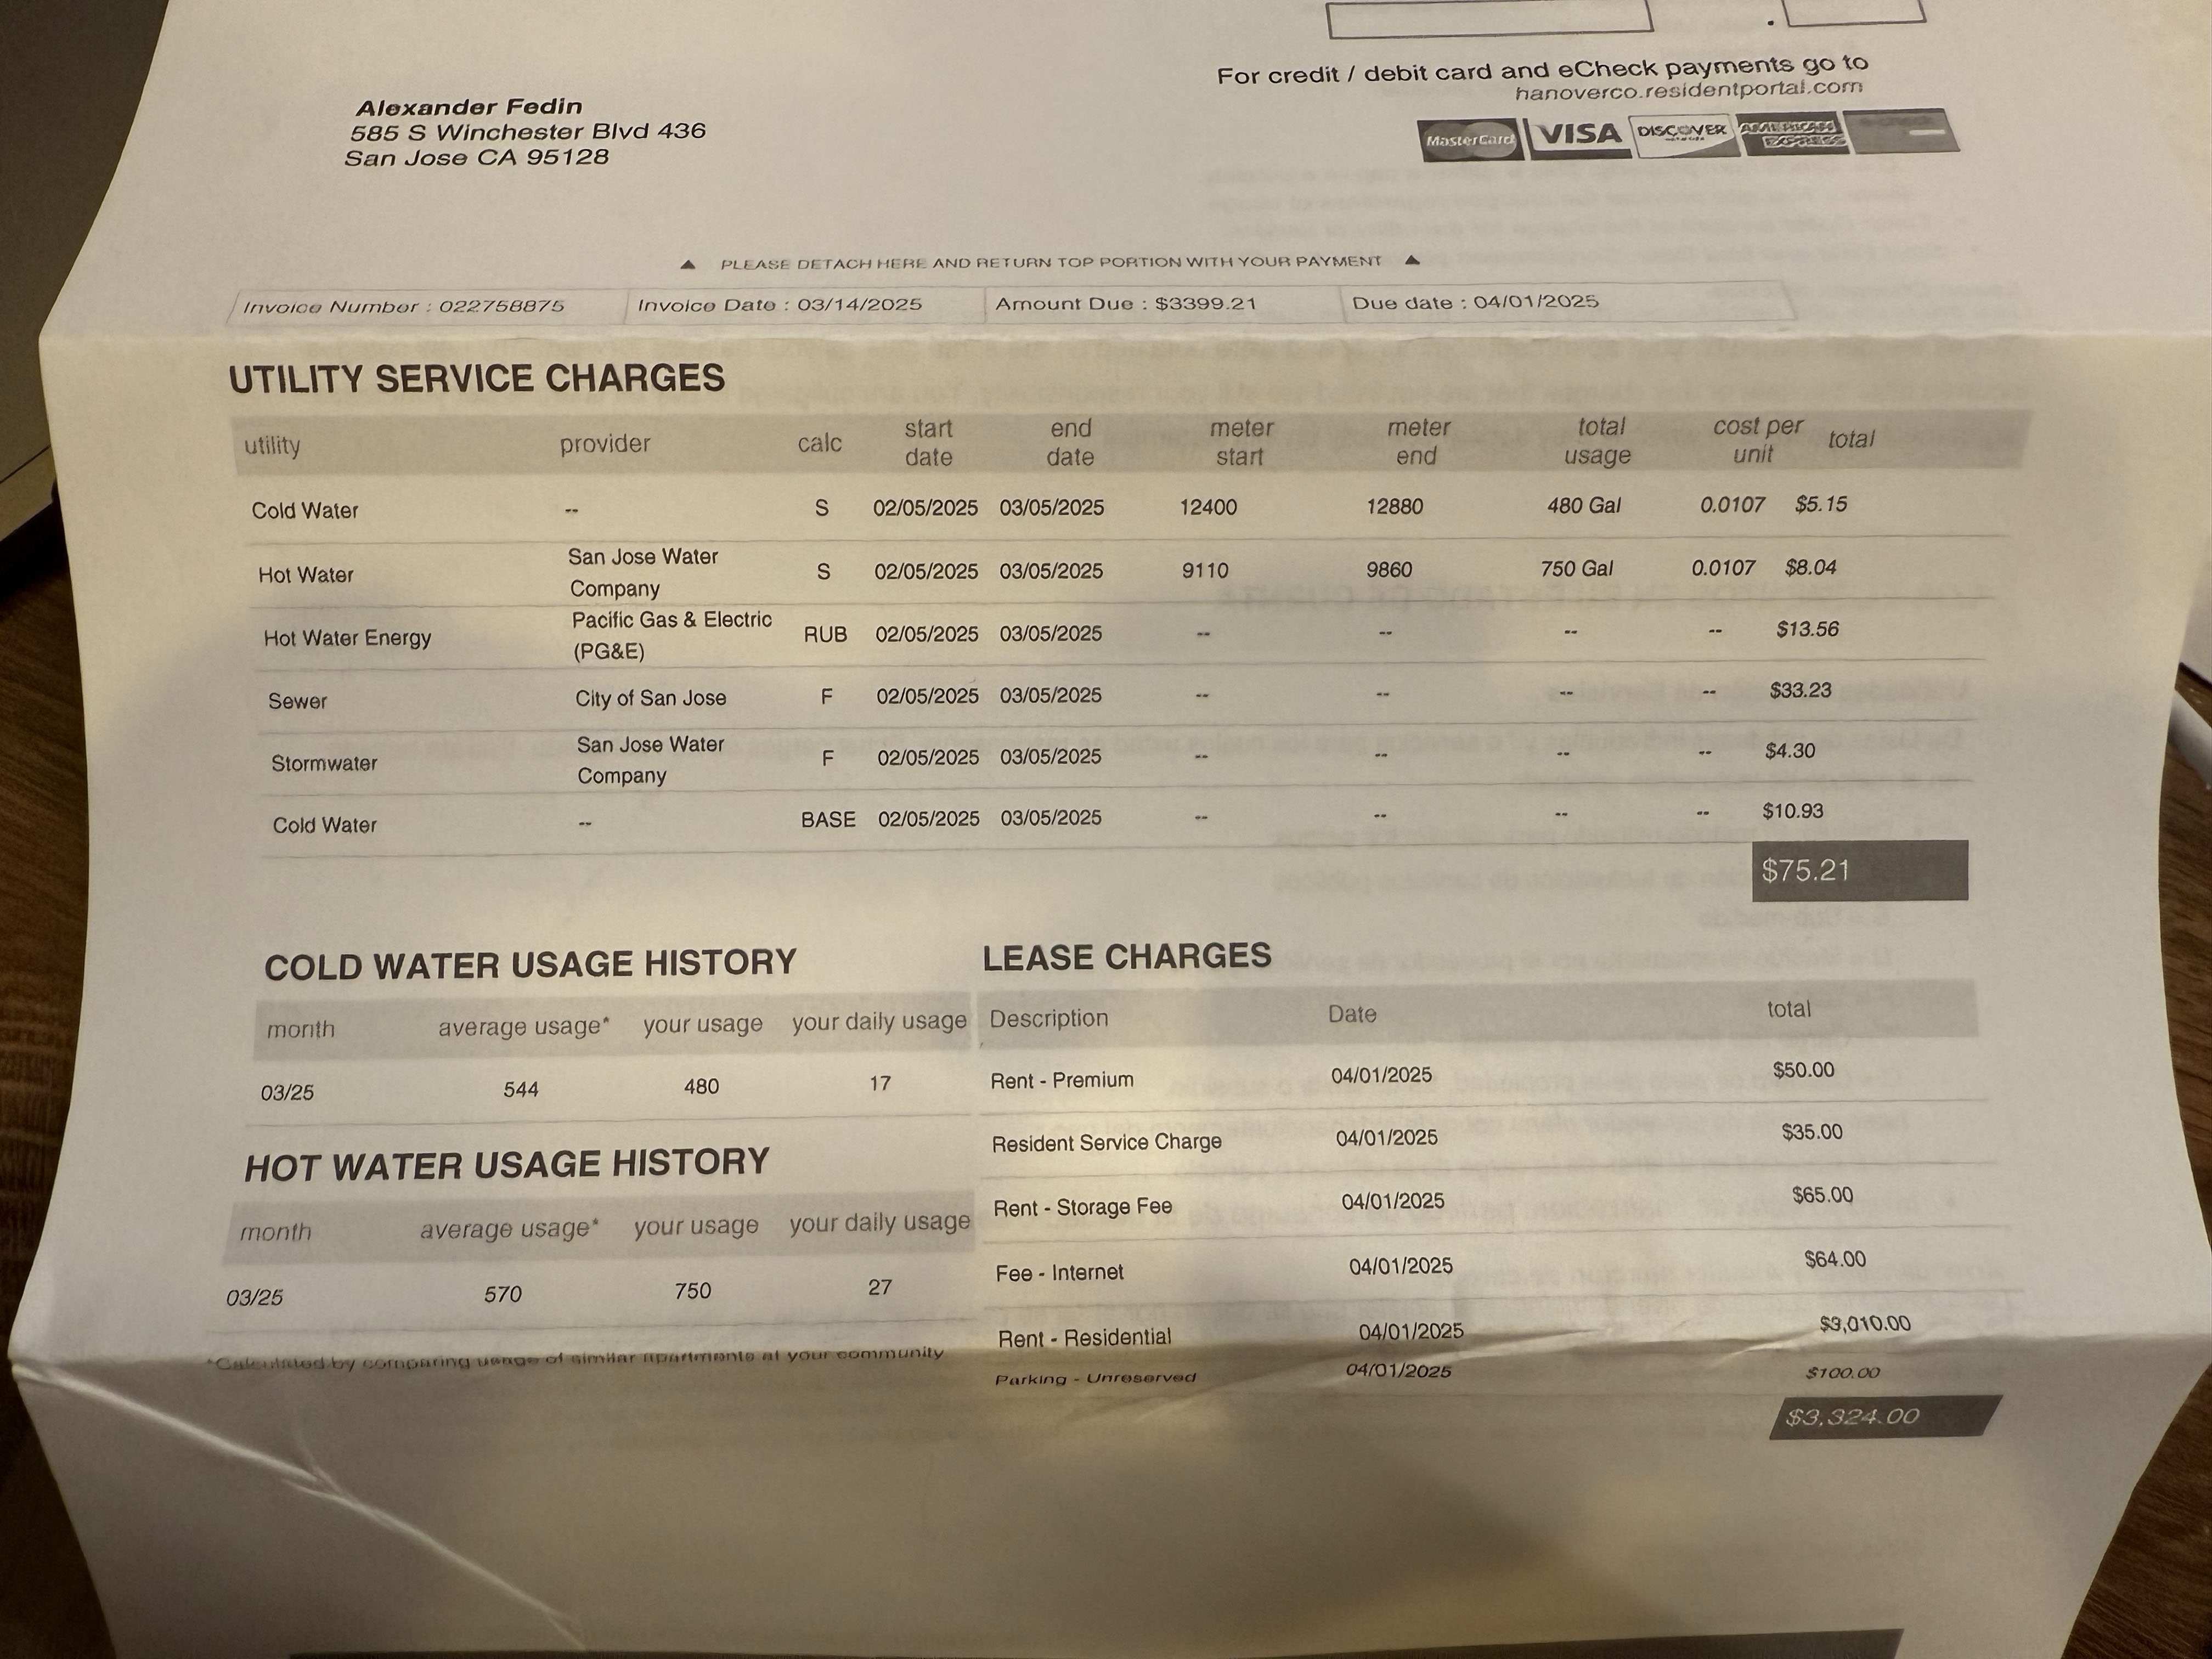 For credit / debit card and eCheck payments go to
hanoverco.residentportal.com
MasterCard VISA DISCOVER AMERICAN EXPRESS
Alexander Fedin
585 S Winchester Blvd 436
San Jose CA 95128
▲ PLEASE DETACH HERE AND RETURN TOP PORTION WITH YOUR PAYMENT ▲
Invoice Number : 022758875 Invoice Date : 03/14/2025 Amount Due : $3399.21 Due date : 04/01/2025
UTILITY SERVICE CHARGES
utility provider calc start date end date meter start meter end total usage cost per unit total
Cold Water -- S 02/05/2025 03/05/2025 12400 12880 480 Gal 0.0107 $5.15
Hot Water San Jose Water Company S 02/05/2025 03/05/2025 9110 9860 750 Gal 0.0107 $8.04
Hot Water Energy Pacific Gas & Electric (PG&E) RUB 02/05/2025 03/05/2025 -- -- -- -- $13.56
Sewer City of San Jose F 02/05/2025 03/05/2025 -- -- -- -- $33.23
Stormwater San Jose Water Company F 02/05/2025 03/05/2025 -- -- -- -- $4.30
Cold Water -- BASE 02/05/2025 03/05/2025 -- -- -- -- $10.93
$75.21
COLD WATER USAGE HISTORY
month average usage* your usage your daily usage
03/25 544 480 17
HOT WATER USAGE HISTORY
month average usage* your usage your daily usage
03/25 570 750 27
*Calculated by comparing usage of similar apartments at your community
LEASE CHARGES
Description Date total
Rent - Premium 04/01/2025 $50.00
Resident Service Charge 04/01/2025 $35.00
Rent - Storage Fee 04/01/2025 $65.00
Fee - Internet 04/01/2025 $64.00
Rent - Residential 04/01/2025 $3,010.00
Parking - Unreserved 04/01/2025 $100.00
$3,324.00